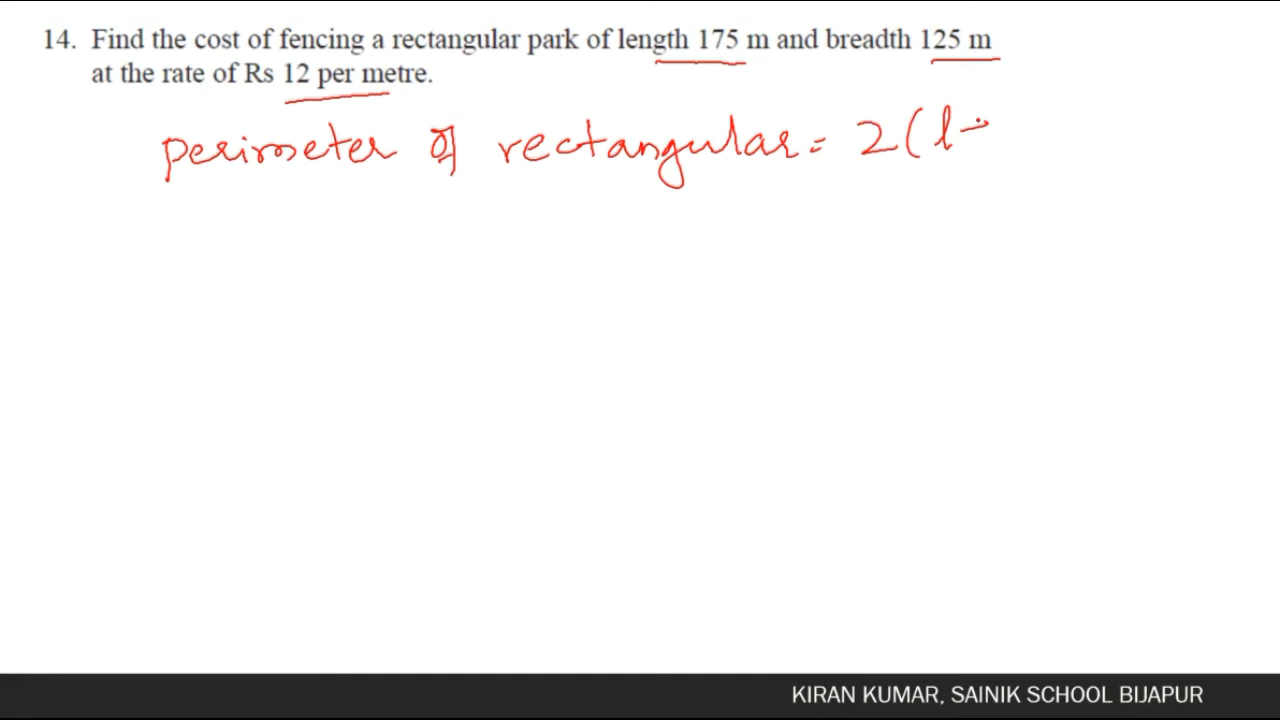 14. Find the cost of fencing a rectangular park of length 175 m and breadth 125 m
at the rate of Rs 12 per metre.
perimeter of rectangular = 2(l
KIRAN KUMAR, SAINIK SCHOOL BIJAPUR